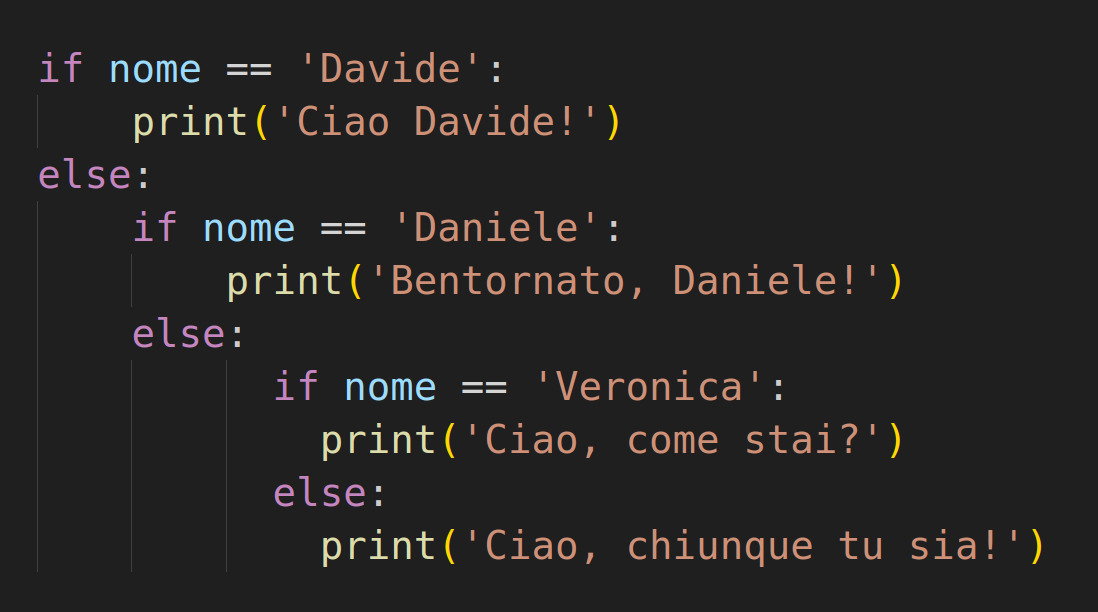 if nome == 'Davide':
    print('Ciao Davide!')
else:
    if nome == 'Daniele':
        print('Bentornato, Daniele!')
    else:
          if nome == 'Veronica':
            print('Ciao, come stai?')
          else:
            print('Ciao, chiunque tu sia!')